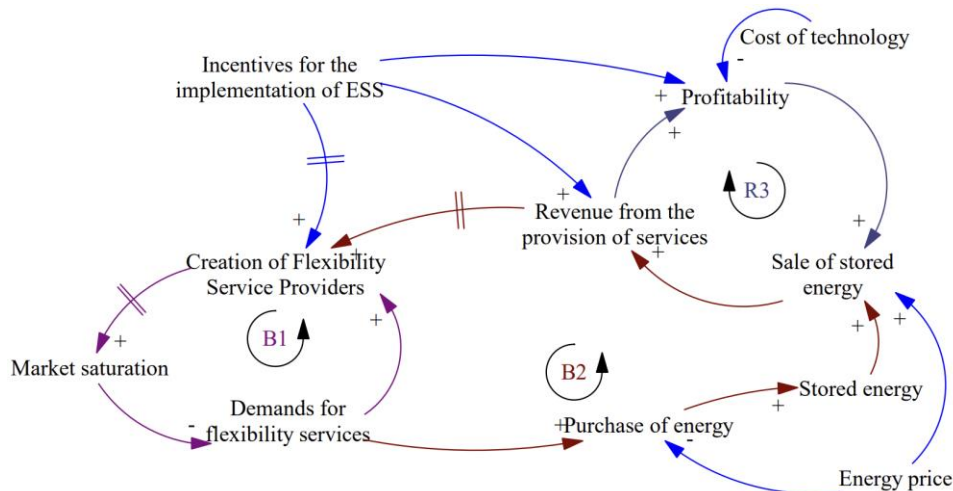 Cost of technology
Incentives for the
implementation of ESS
-
+
Profitability
+
R3
+
+
Revenue from the
provision of services
+
+
+
Creation of Flexibility
Service Providers
Sale of stored
energy
+
+
+
B1
+
Market saturation
B2
Stored energy
+
Demands for
flexibility services
-
+
Purchase of energy
-
Energy price